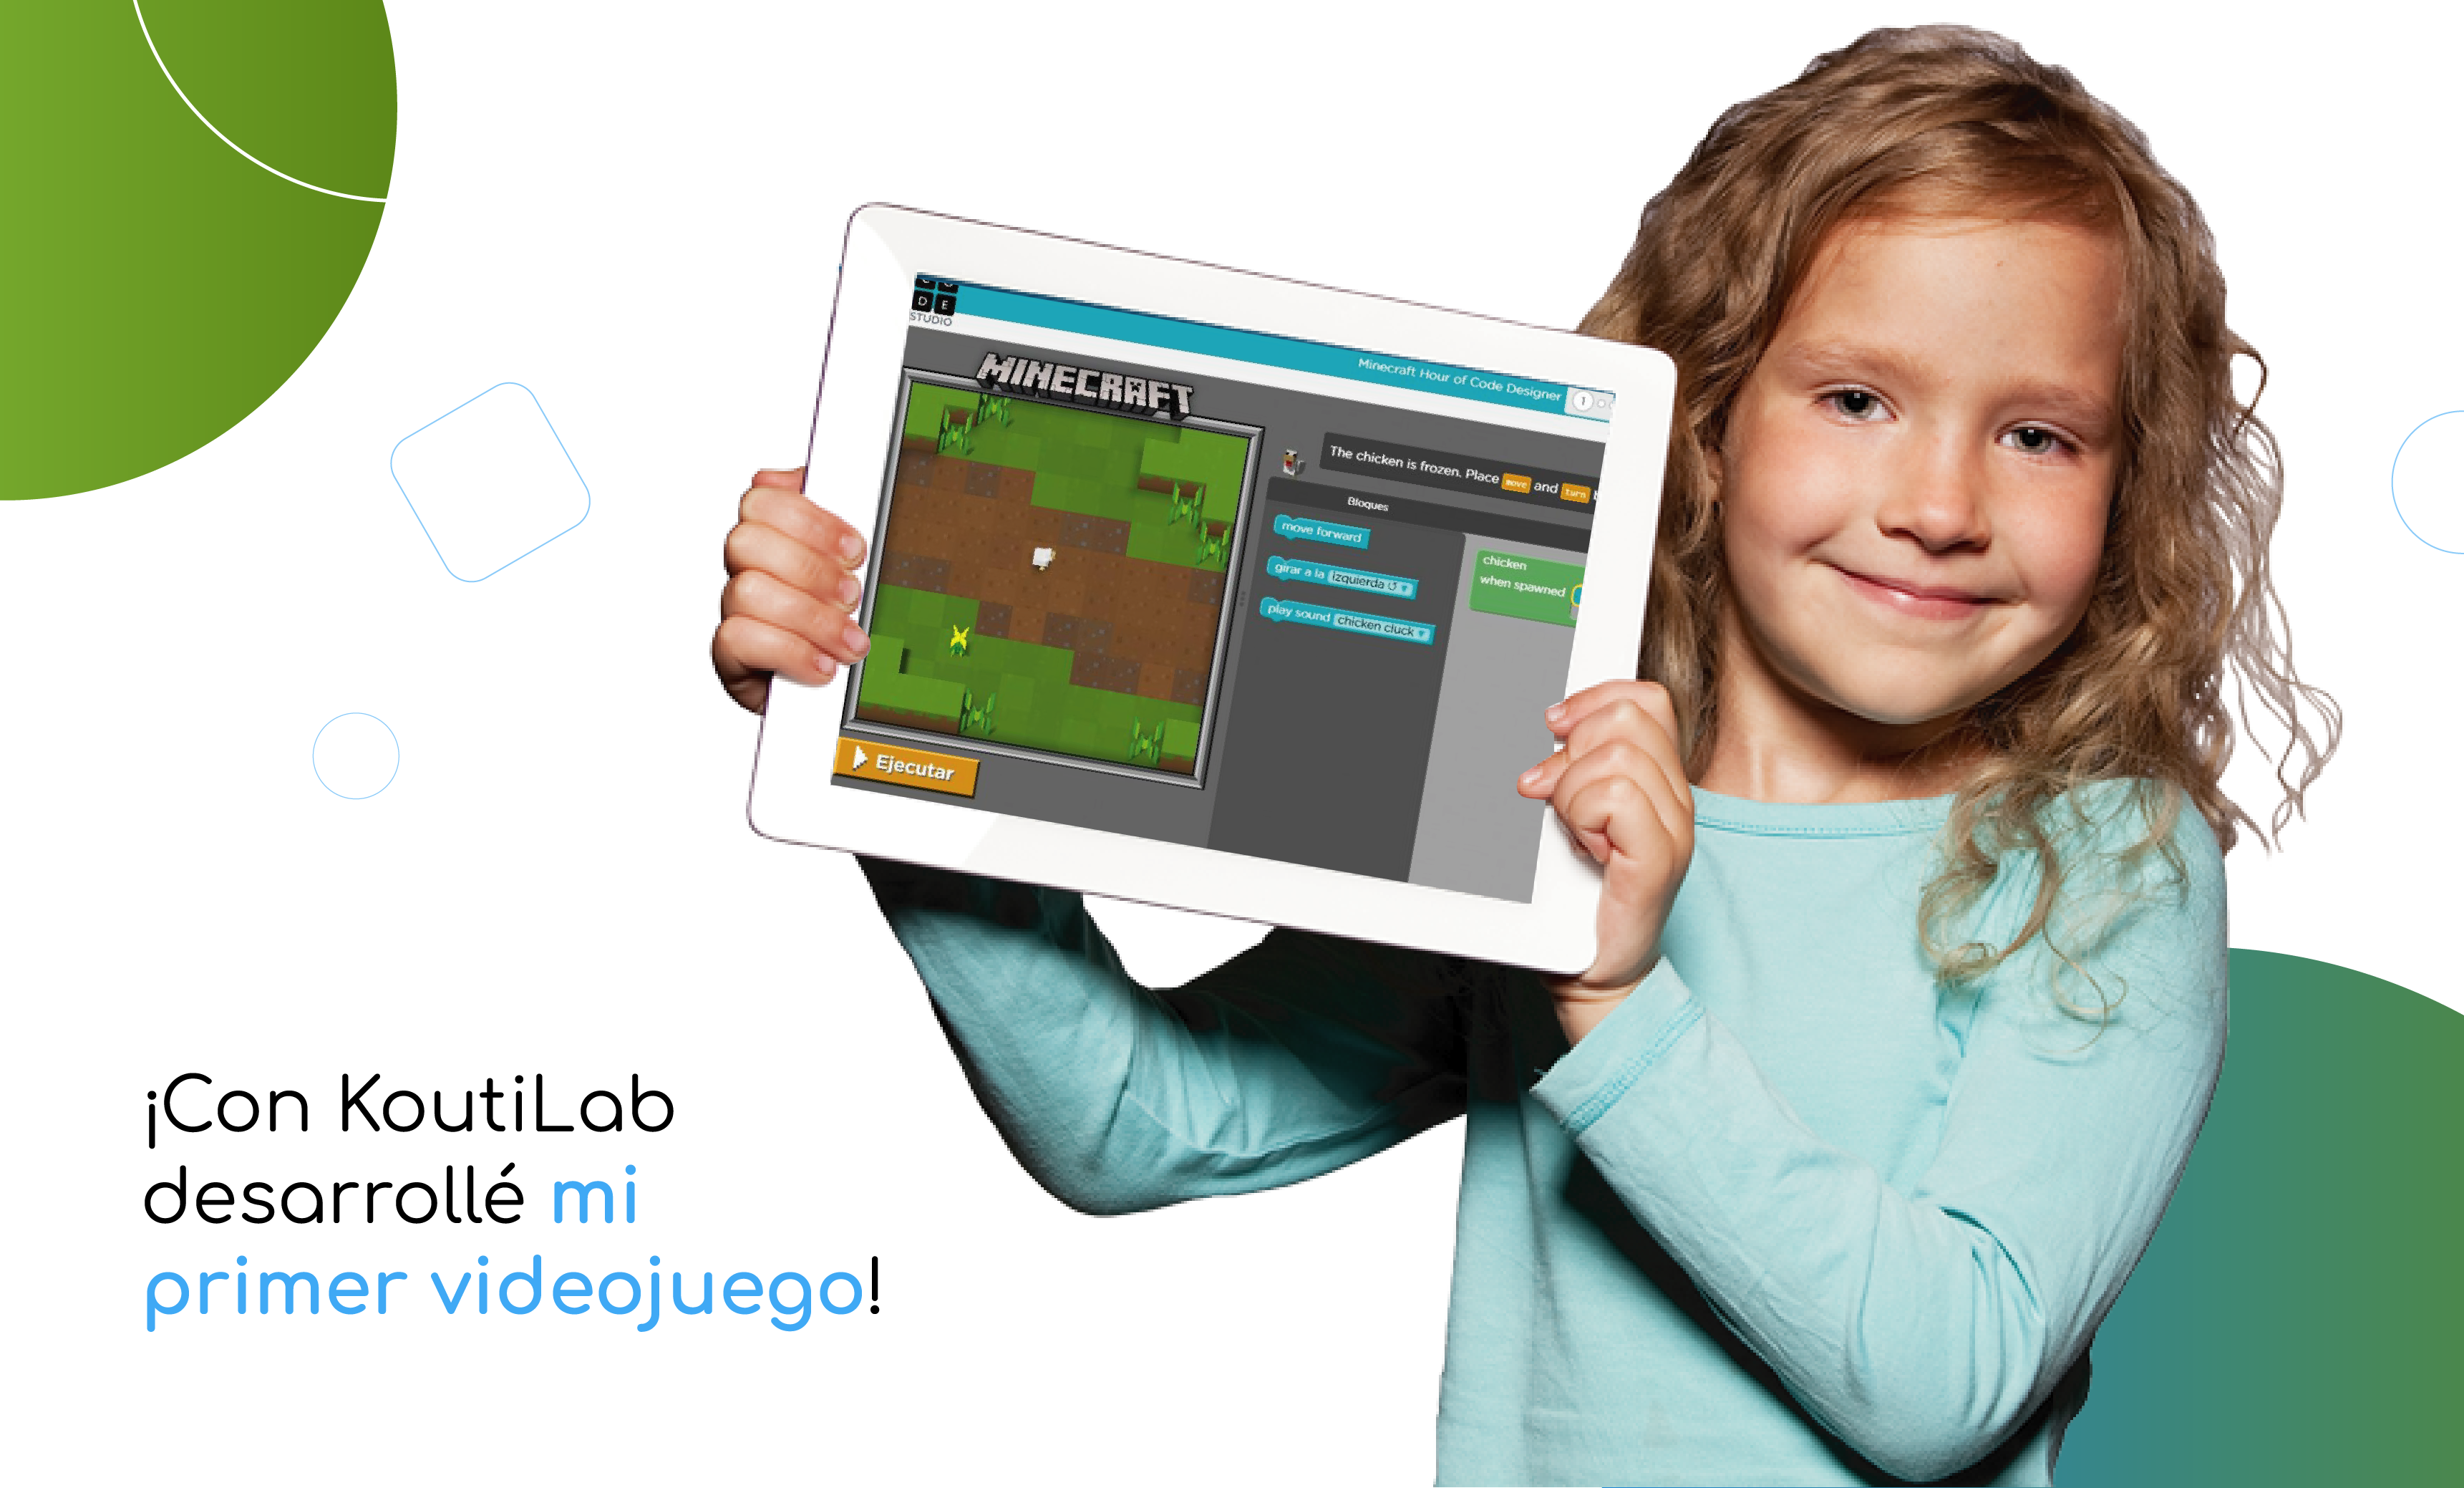 D E
STUDIO
MINECRAFT
Minecraft Hour of Code Designer 1
The chicken is frozen. Place move and turn
Bloques
move forward
girar a la izquierda ↺ ▼
play sound chicken cluck ▼
chicken
when spawned
Ejecutar
¡Con KoutiLab
desarrollé mi
primer videojuego!